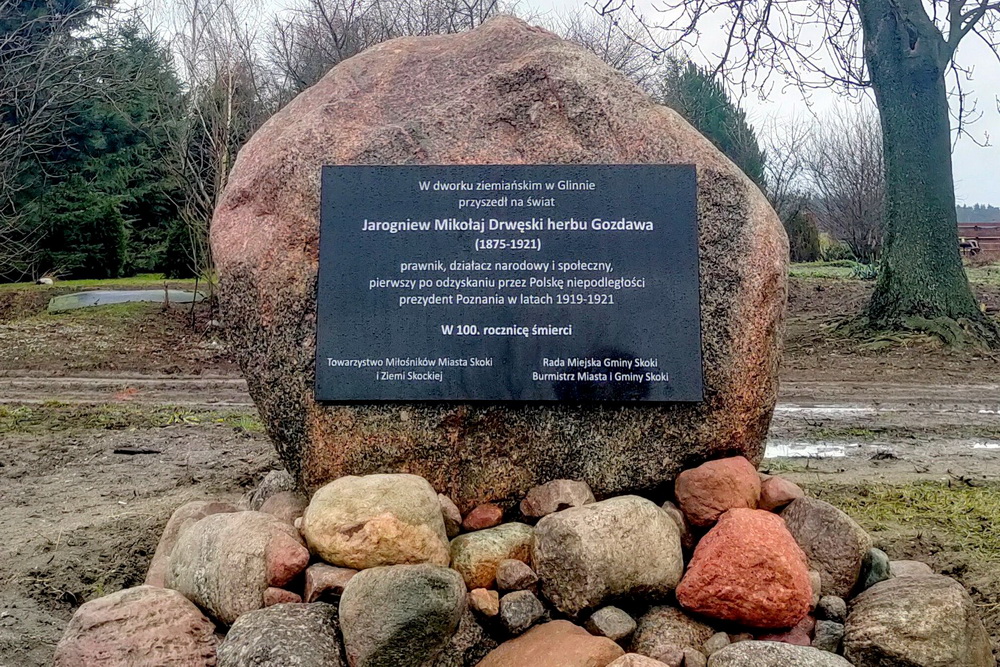 W dworku ziemiańskim w Glinnie
przyszedł na świat
Jarogniew Mikołaj Drwęski herbu Gozdawa
(1875-1921)
prawnik, działacz narodowy i społeczny,
pierwszy po odzyskaniu przez Polskę niepodległości
prezydent Poznania w latach 1919-1921
W 100. rocznicę śmierci
Towarzystwo Miłośników Miasta Skoki
i Ziemi Skockiej
Rada Miejska Gminy Skoki
Burmistrz Miasta i Gminy Skoki